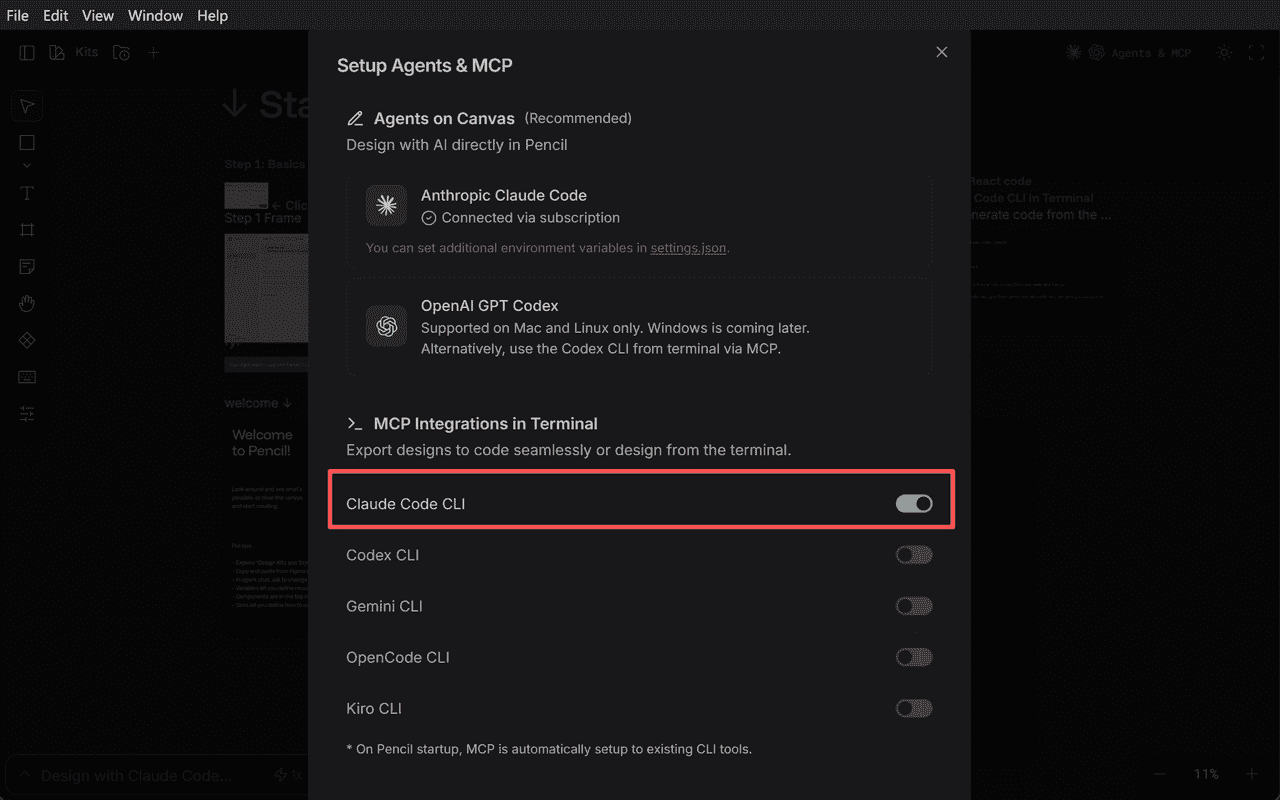 File Edit View Window Help
Kits
Agents & MCP
Setup Agents & MCP
↓ Sta
Agents on Canvas (Recommended)
Design with AI directly in Pencil
Step 1: Basics
Anthropic Claude Code
Connected via subscription
You can set additional environment variables in settings.json.
← Clic
Step 1 Frame
React code
Code CLI in Terminal
nerate code from the ...
OpenAI GPT Codex
Supported on Mac and Linux only. Windows is coming later.
Alternatively, use the Codex CLI from terminal via MCP.
welcome ↓
Welcome
to Pencil!
MCP Integrations in Terminal
Export designs to code seamlessly or design from the terminal.
Claude Code CLI
Codex CLI
Gemini CLI
OpenCode CLI
Kiro CLI
* On Pencil startup, MCP is automatically setup to existing CLI tools.
Design with Claude Code...
1x
11%